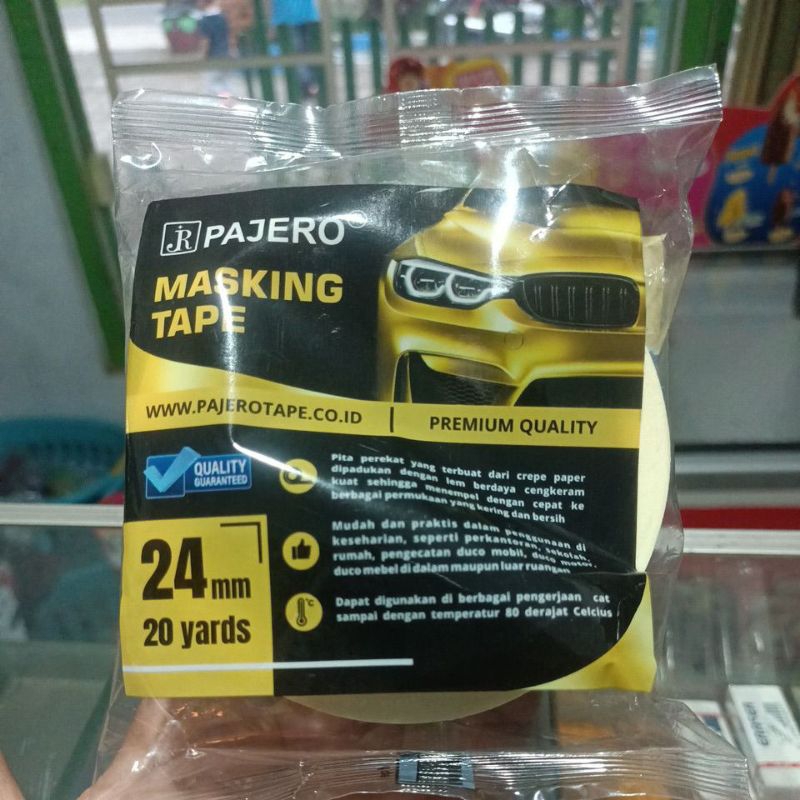 JR PAJERO®
MASKING
TAPE
WWW.PAJEROTAPE.CO.ID | PREMIUM QUALITY
QUALITY
GUARANTEED
Pita perekat yang terbuat dari crepe paper
dipadukan dengan lem berdaya cengkeram
kuat sehingga menempel dengan cepat ke
berbagai permukaan yang kering dan bersih
Mudah dan praktis dalam penggunaan di
keseharian, seperti perkantoran, sekolah,
rumah, pengecatan duco mobil, duco motor,
duco mebel di dalam maupun luar ruangan
°C
Dapat digunakan di berbagai pengerjaan cat
sampai dengan temperatur 80 derajat Celcius
24 mm
20 yards